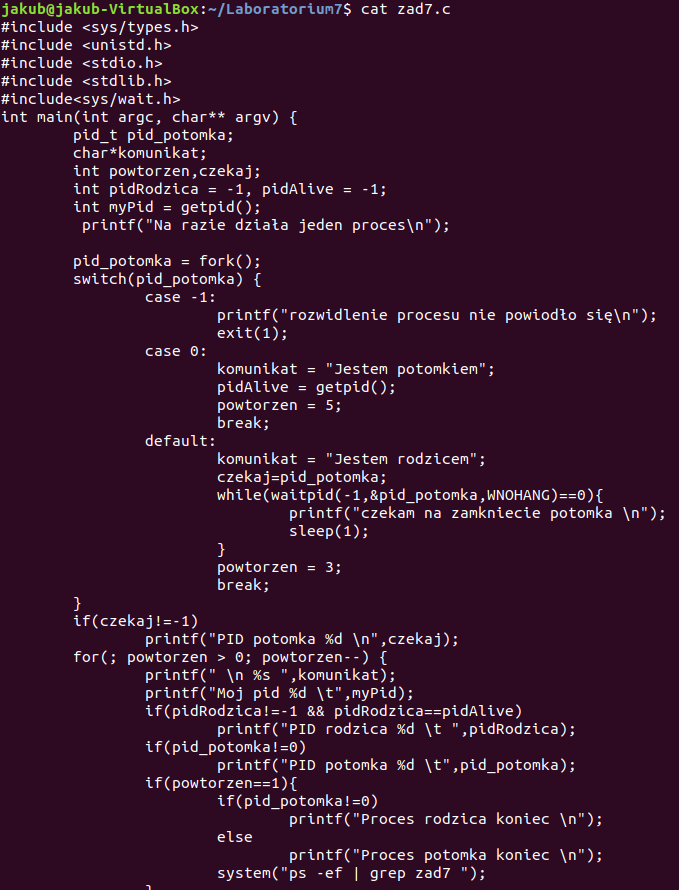 jakub@jakub-VirtualBox:~/Laboratorium7$ cat zad7.c
#include <sys/types.h>
#include <unistd.h>
#include <stdio.h>
#include <stdlib.h>
#include<sys/wait.h>
int main(int argc, char** argv) {
        pid_t pid_potomka;
        char*komunikat;
        int powtorzen,czekaj;
        int pidRodzica = -1, pidAlive = -1;
        int myPid = getpid();
         printf("Na razie działa jeden proces\n");

        pid_potomka = fork();
        switch(pid_potomka) {
                case -1:
                        printf("rozwidlenie procesu nie powiodło się\n");
                        exit(1);
                case 0:
                        komunikat = "Jestem potomkiem";
                        pidAlive = getpid();
                        powtorzen = 5;
                        break;
                default:
                        komunikat = "Jestem rodzicem";
                        czekaj=pid_potomka;
                        while(waitpid(-1,&pid_potomka,WNOHANG)==0){
                                printf("czekam na zamkniecie potomka \n");
                                sleep(1);
                        }
                        powtorzen = 3;
                        break;
        }
        if(czekaj!=-1)
                printf("PID potomka %d \n",czekaj);
        for(; powtorzen > 0; powtorzen--) {
                printf(" \n %s ",komunikat);
                printf("Moj pid %d \t",myPid);
                if(pidRodzica!=-1 && pidRodzica==pidAlive)
                        printf("PID rodzica %d \t ",pidRodzica);
                if(pid_potomka!=0)
                        printf("PID potomka %d \t",pid_potomka);
                if(powtorzen==1){
                        if(pid_potomka!=0)
                                printf("Proces rodzica koniec \n");
                        else
                                printf("Proces potomka koniec \n");
                        system("ps -ef | grep zad7 ");
                }